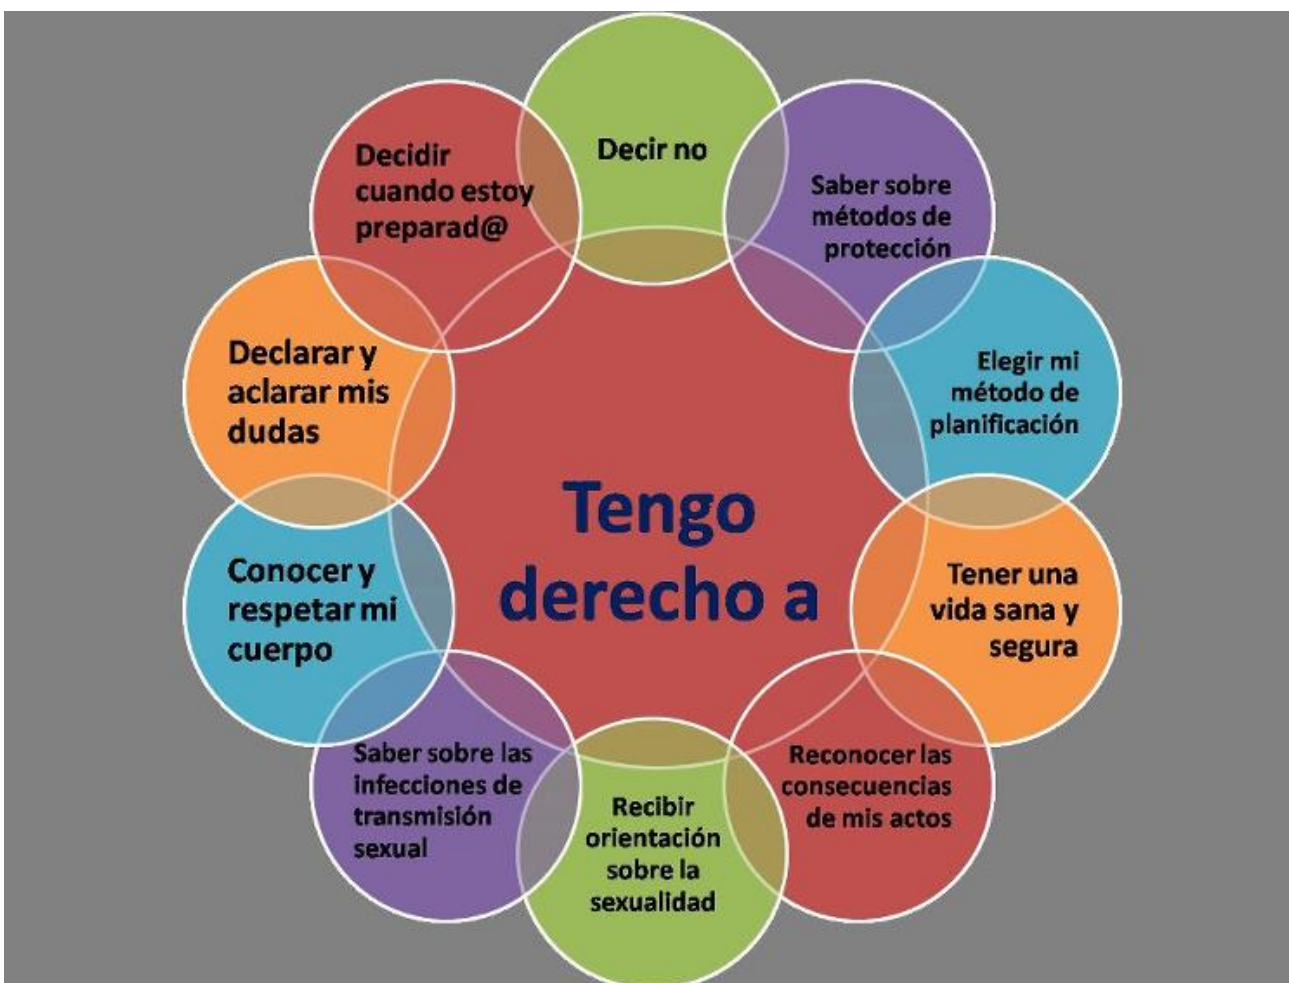 Tengo
derecho a
Decir no
Saber sobre
métodos de
protección
Elegir mi
método de
planificación
Tener una
vida sana y
segura
Reconocer las
consecuencias
de mis actos
Recibir
orientación
sobre la
sexualidad
Saber sobre las
infecciones de
transmisión
sexual
Conocer y
respetar mi
cuerpo
Declarar y
aclarar mis
dudas
Decidir
cuando estoy
preparad@